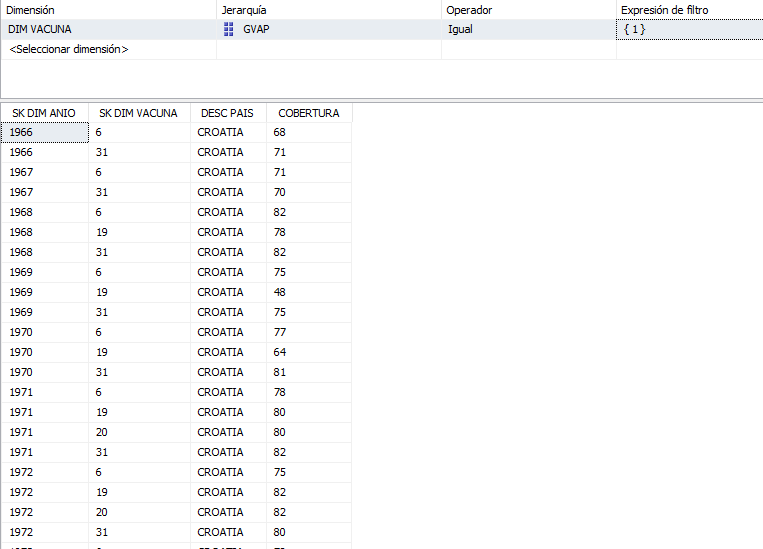 Dimensión Jerarquía Operador Expresión de filtro
DIM VACUNA GVAP Igual { 1 }
<Seleccionar dimensión>
SK DIM ANIO SK DIM VACUNA DESC PAIS COBERTURA
1966 6 CROATIA 68
1966 31 CROATIA 71
1967 6 CROATIA 71
1967 31 CROATIA 70
1968 6 CROATIA 82
1968 19 CROATIA 78
1968 31 CROATIA 82
1969 6 CROATIA 75
1969 19 CROATIA 48
1969 31 CROATIA 75
1970 6 CROATIA 77
1970 19 CROATIA 64
1970 31 CROATIA 81
1971 6 CROATIA 78
1971 19 CROATIA 80
1971 20 CROATIA 80
1971 31 CROATIA 82
1972 6 CROATIA 75
1972 19 CROATIA 82
1972 20 CROATIA 82
1972 31 CROATIA 80